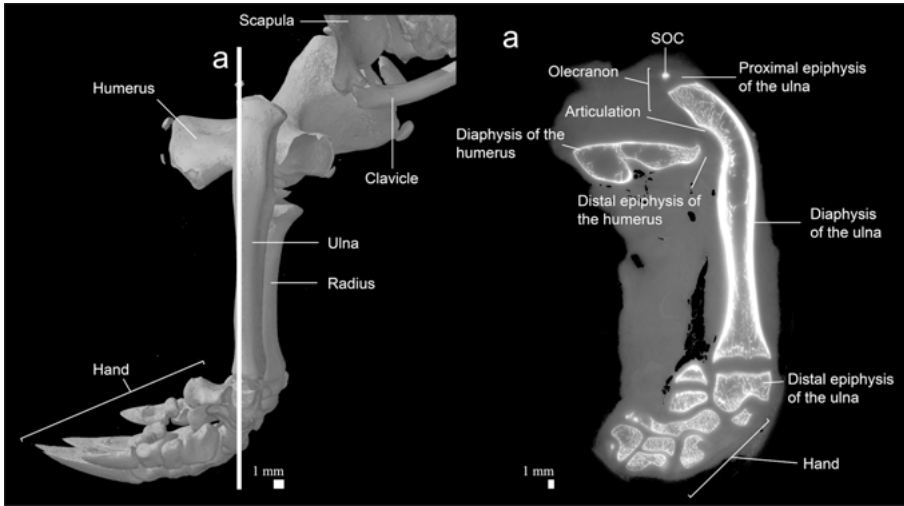 Scapula
a
Humerus
Clavicle
Ulna
Radius
Hand
1 mm
a
SOC
Olecranon
Proximal epiphysis
of the ulna
Articulation
Diaphysis of the
humerus
Distal epiphysis of
the humerus
Diaphysis
of the ulna
Distal epiphysis
of the ulna
Hand
1 mm